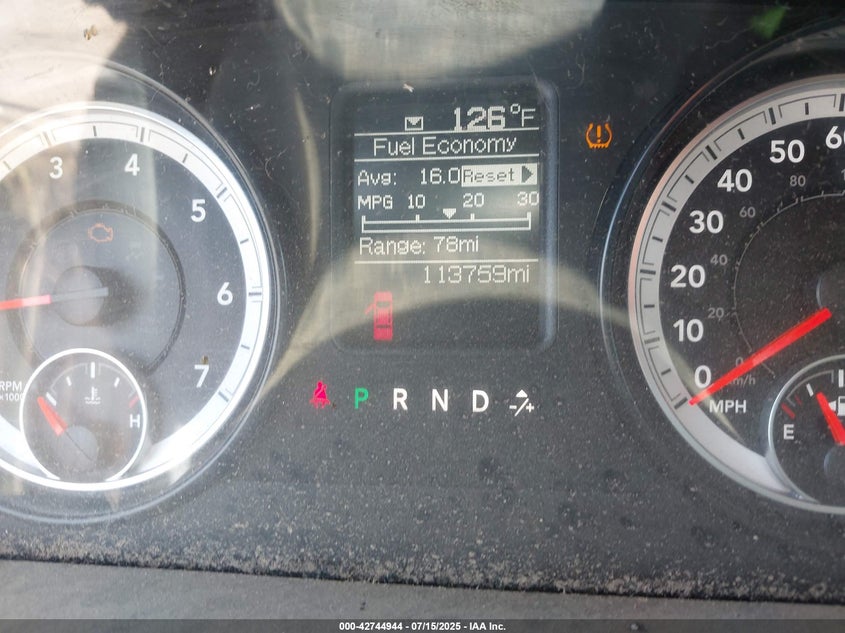 126°F
Fuel Economy
Avg: 16.0 Reset
MPG 10 20 30
Range: 78mi
113759mi
P R N D -/+
3 4 5 6 7
RPM
x1000
H
0 10 20 30 40 50 60
0 20 40 60 80
km/h
MPH
E
000-42744944 / 07/15/2025 - IAA Inc.